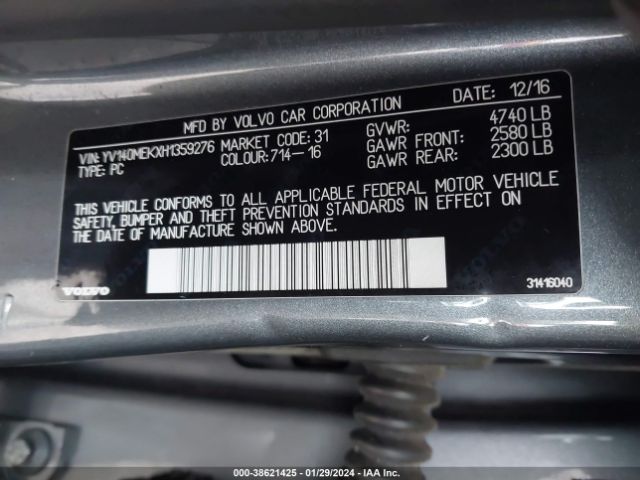 MFD BY VOLVO CAR CORPORATION DATE: 12/16
VIN: YV140MEKXH1359276 MARKET CODE: 31 GVWR: 4740 LB
TYPE: PC COLOUR: 714-16 GAWR FRONT: 2580 LB
GAWR REAR: 2300 LB
THIS VEHICLE CONFORMS TO ALL APPLICABLE FEDERAL MOTOR VEHICLE
SAFETY, BUMPER AND THEFT PREVENTION STANDARDS IN EFFECT ON
THE DATE OF MANUFACTURE SHOWN ABOVE.
VOLVO 31416040
000-38621425 - 01/29/2024 - IAA Inc.